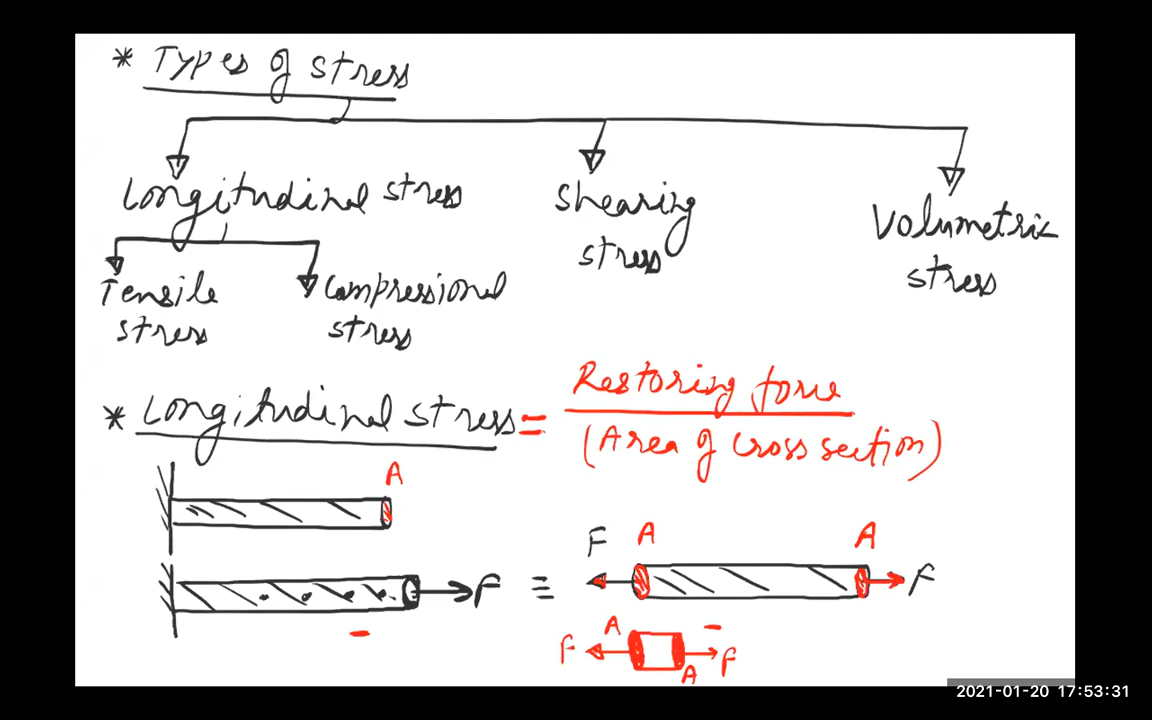 * Types of stress
Longitudinal stress
Shearing
stress
Volumetric
stress
Tensile
stress
Compressional
stress
* Longitudinal stress = Restoring force
(Area of cross section)
A
F A A
F ≡ F
A
F F
A
2021-01-20 17:53:31